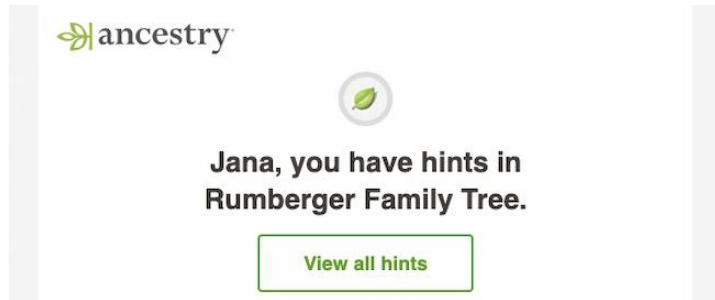 ancestry
Jana, you have hints in
Rumberger Family Tree.
View all hints